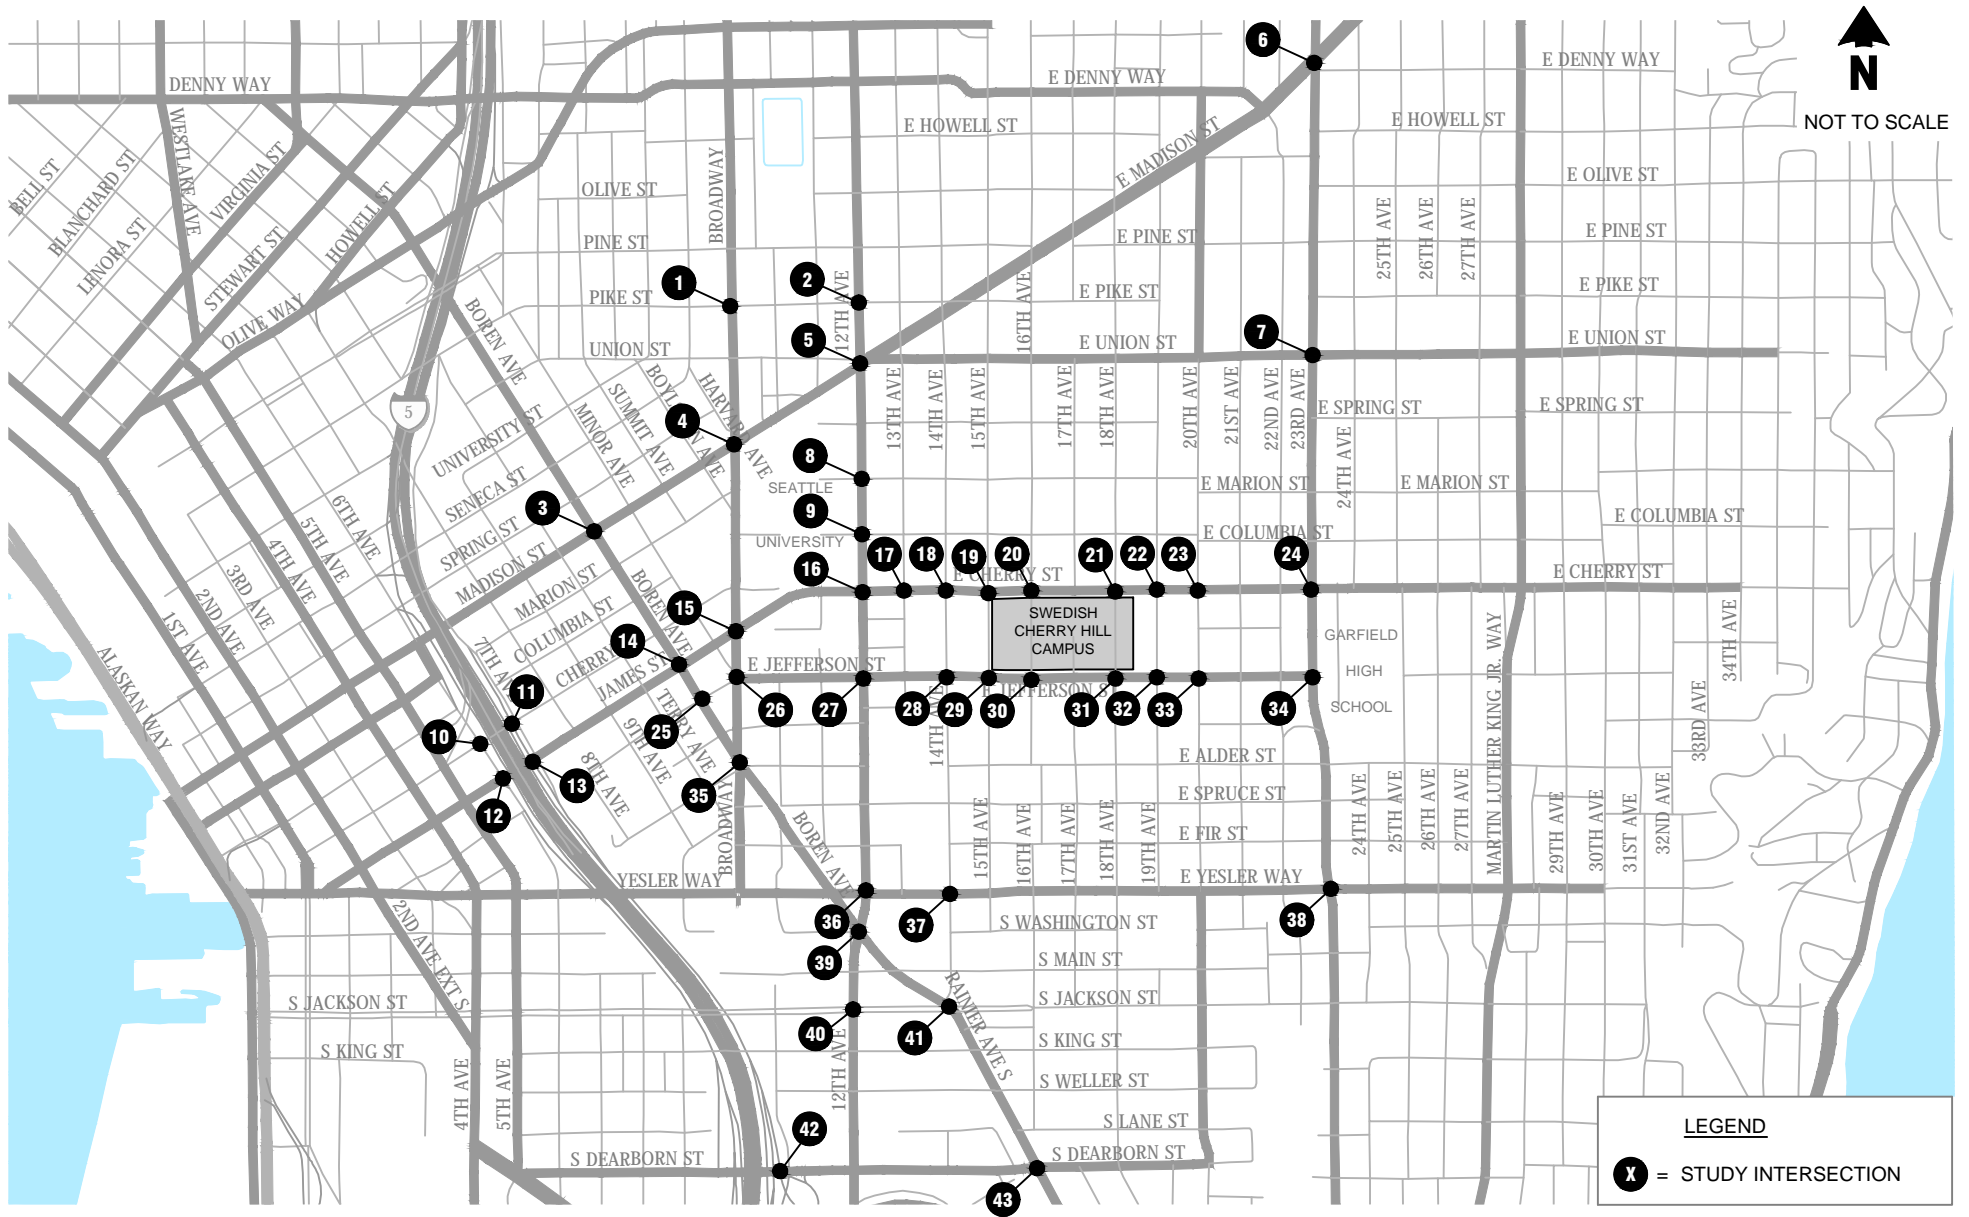 6
N
NOT TO SCALE
DENNY WAY
E DENNY WAY
E DENNY WAY
WESTLAKE AVE
E HOWELL ST
E HOWELL ST
E MADISON ST
BELL ST
BLANCHARD ST
VIRGINIA ST
LENORA ST
HOWELL ST
STEWART ST
OLIVE WAY
OLIVE ST
E OLIVE ST
BROADWAY
PINE ST
E PINE ST
E PINE ST
25TH AVE
26TH AVE
27TH AVE
1
2
PIKE ST
12TH AVE
E PIKE ST
E PIKE ST
16TH AVE
BOREN AVE
5
7
UNION ST
E UNION ST
E UNION ST
5
UNIVERSITY ST
MINOR AVE
SUMMIT AVE
BOYLSTON AVE
HARVARD AVE
4
13TH AVE
14TH AVE
15TH AVE
17TH AVE
18TH AVE
20TH AVE
21ST AVE
22ND AVE
23RD AVE
E SPRING ST
E SPRING ST
24TH AVE
8
SEATTLE
SENECA ST
E MARION ST
E MARION ST
3
9
UNIVERSITY
SPRING ST
6TH AVE
5TH AVE
4TH AVE
3RD AVE
2ND AVE
1ST AVE
E COLUMBIA ST
E COLUMBIA ST
MADISON ST
MARION ST
COLUMBIA ST
CHERRY
JAMES ST
BOREN AVE
16
17
18
19
20
21
22
23
24
E CHERRY ST
E CHERRY ST
15
14
SWEDISH
CHERRY HILL
CAMPUS
GARFIELD
HIGH
SCHOOL
MARTIN LUTHER KING JR. WAY
34TH AVE
33RD AVE
ALASKAN WAY
7TH AVE
E JEFFERSON ST
E JEFFERSON ST
11
10
25
26
27
28
29
30
31
32
33
34
14TH AVE
TERRY AVE
9TH AVE
8TH AVE
12
13
35
E ALDER ST
E SPRUCE ST
E FIR ST
BROADWAY
BOREN AVE
15TH AVE
16TH AVE
17TH AVE
18TH AVE
19TH AVE
24TH AVE
25TH AVE
26TH AVE
27TH AVE
29TH AVE
30TH AVE
31ST AVE
32ND AVE
YESLER WAY
E YESLER WAY
36
37
38
2ND AVE EXT S
S WASHINGTON ST
39
S MAIN ST
S JACKSON ST
S JACKSON ST
40
41
RAINIER AVE S
S KING ST
S KING ST
12TH AVE
4TH AVE
5TH AVE
S WELLER ST
S LANE ST
42
S DEARBORN ST
S DEARBORN ST
43
LEGEND
X = STUDY INTERSECTION